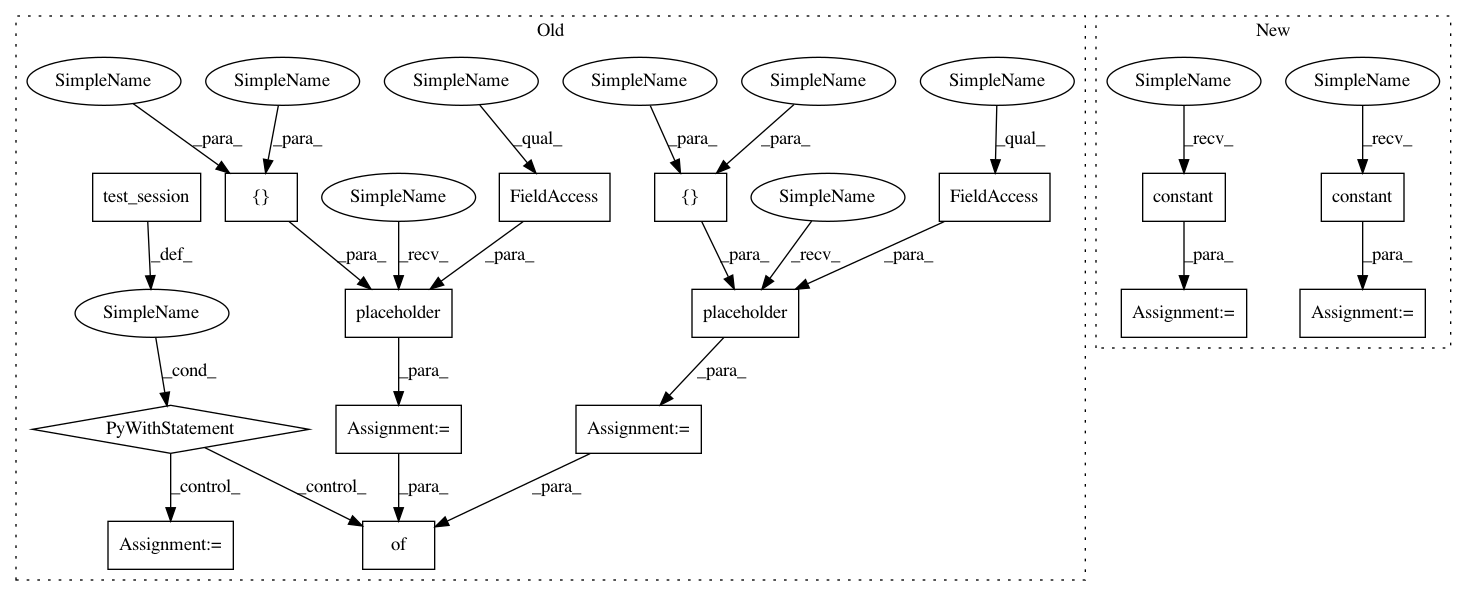 Old New
SimpleName SimpleName SimpleName SimpleName SimpleName SimpleName SimpleName SimpleName
_para_ _para_ _qual_ _para_ _para_ _qual_ _recv_ _recv_
test_session {} SimpleName FieldAccess {} SimpleName FieldAccess constant constant
_def_ _para_ _recv_ _para_ _para_ _recv_ _para_ _para_ _para_
SimpleName placeholder placeholder Assignment:= Assignment:=
_cond_ _para_ _para_
PyWithStatement Assignment:= Assignment:=
_control_ _control_ _para_ _para_
Assignment:= of